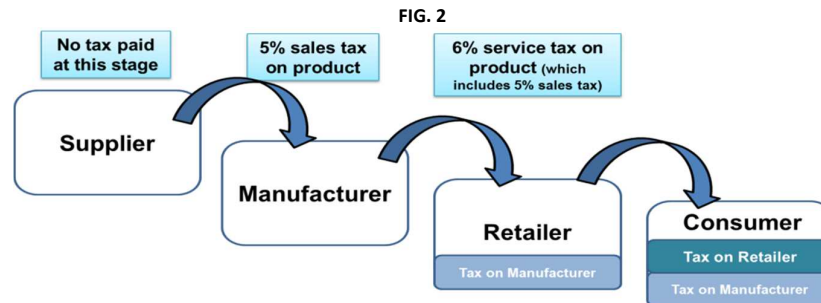 FIG. 2
No tax paid
at this stage
5% sales tax
on product
6% service tax on
product (which
includes 5% sales tax)
Supplier
Manufacturer
Retailer
Tax on Manufacturer
Consumer
Tax on Retailer
Tax on Manufacturer